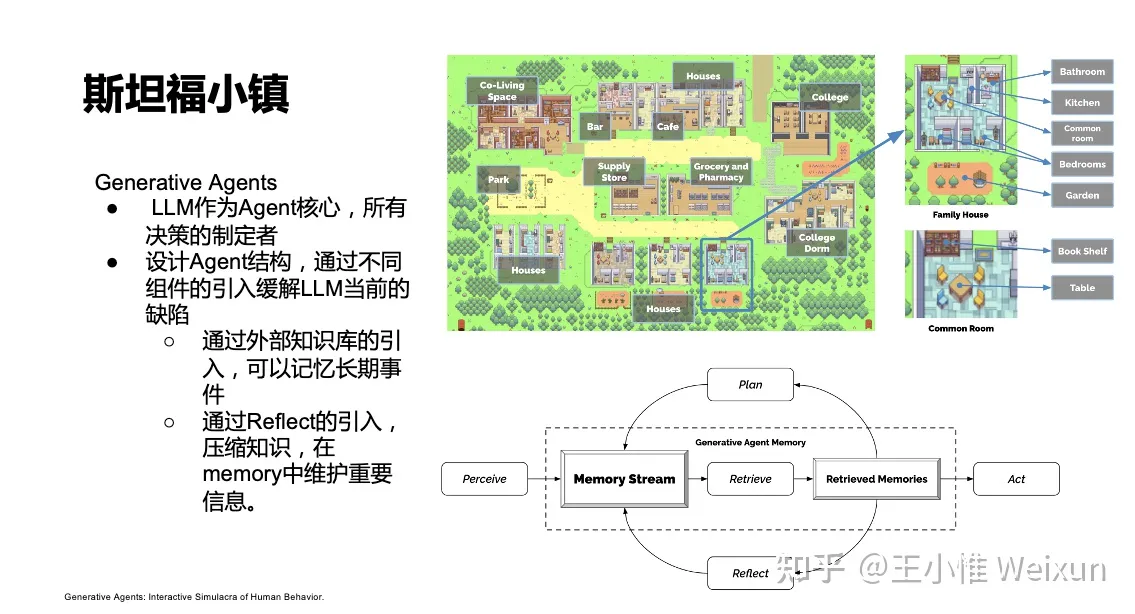 斯坦福小镇
Generative Agents
● LLM作为Agent核心，所有
决策的制定者
● 设计Agent结构，通过不同
组件的引入缓解LLM当前的
缺陷
○ 通过外部知识库的引
入，可以记忆长期事
件
○ 通过Reflect的引入，
压缩知识，在
memory中维护重要
信息。
Co-Living
Space
Houses
College
Bar
Cafe
Park
Supply
Store
Grocery and
Pharmacy
College
Dorm
Houses
Houses
Bathroom
Kitchen
Common
room
Bedrooms
Garden
Family House
Book Shelf
Table
Common Room
Plan
Generative Agent Memory
Perceive
Memory Stream
Retrieve
Retrieved Memories
Act
Reflect
知乎 @王小惟 Weixun
Generative Agents: Interactive Simulacra of Human Behavior.